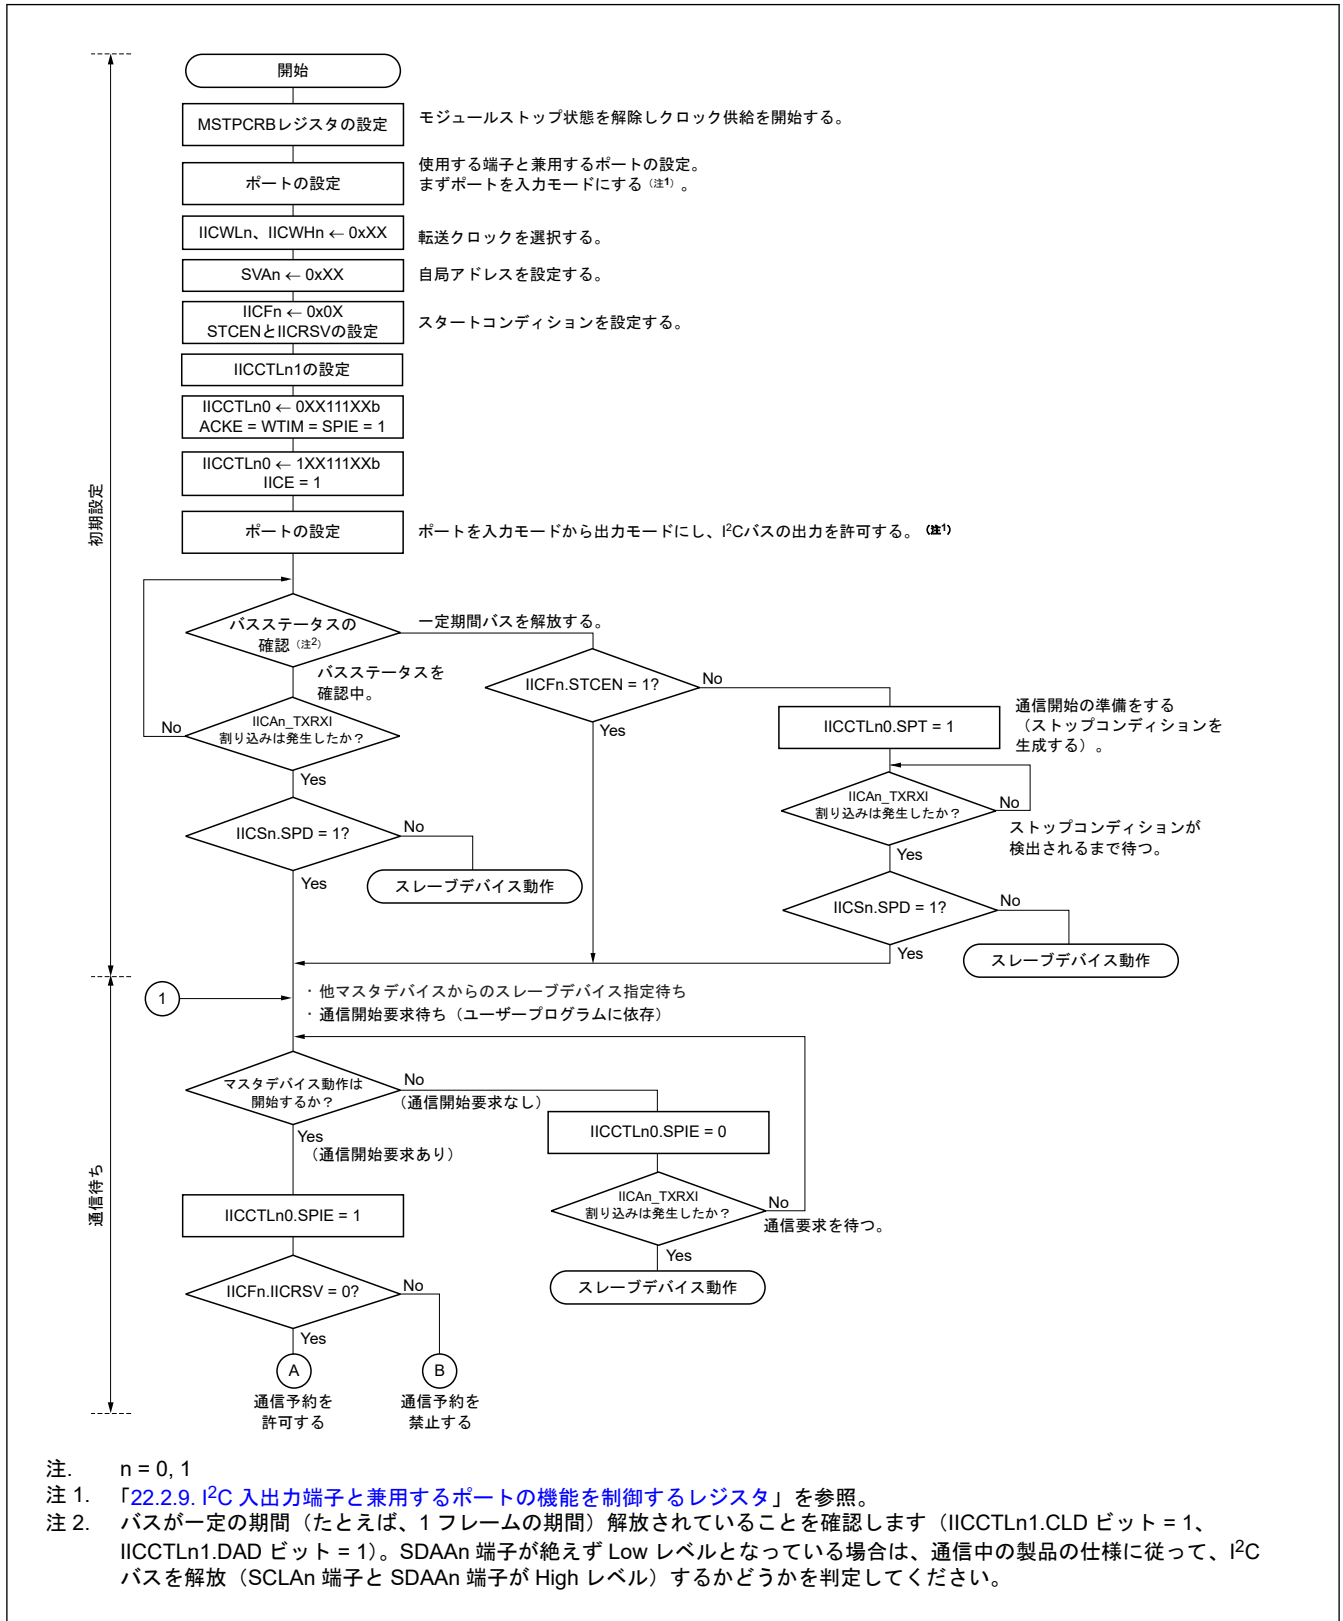 開始
MSTPCRBレジスタの設定
モジュールストップ状態を解除しクロック供給を開始する。
ポートの設定
使用する端子と兼用するポートの設定。
まずポートを入力モードにする（注1）。
IICWLn、IICWHn ← 0xXX
転送クロックを選択する。
SVAn ← 0xXX
自局アドレスを設定する。
IICFn ← 0x0X
STCENとIICRSVの設定
スタートコンディションを設定する。
IICCTLn1の設定
IICCTLn0 ← 0XX111XXb
ACKE = WTIM = SPIE = 1
IICCTLn0 ← 1XX111XXb
IICE = 1
初期設定
ポートの設定
ポートを入力モードから出力モードにし、I2Cバスの出力を許可する。（注1）
バスステータスの
確認（注2）
一定期間バスを解放する。
バスステータスを
確認中。
IICFn.STCEN = 1?
No
Yes
IICCTLn0.SPT = 1
通信開始の準備をする
（ストップコンディションを
生成する）。
No
IICAn_TXRXI
割り込みは発生したか？
Yes
IICAn_TXRXI
割り込みは発生したか？
No
ストップコンディションが
検出されるまで待つ。
Yes
IICSn.SPD = 1?
No
Yes
スレーブデバイス動作
IICSn.SPD = 1?
No
Yes
スレーブデバイス動作
1
・他マスタデバイスからのスレーブデバイス指定待ち
・通信開始要求待ち（ユーザープログラムに依存）
マスタデバイス動作は
開始するか？
No
（通信開始要求なし）
Yes
（通信開始要求あり）
IICCTLn0.SPIE = 0
通信待ち
IICCTLn0.SPIE = 1
IICAn_TXRXI
割り込みは発生したか？
No
通信要求を待つ。
Yes
スレーブデバイス動作
IICFn.IICRSV = 0?
No
Yes
A
B
通信予約を
許可する
通信予約を
禁止する
注. n = 0, 1
注 1. 「22.2.9. I2C 入出力端子と兼用するポートの機能を制御するレジスタ」を参照。
注 2. バスが一定の期間（たとえば、1 フレームの期間）解放されていることを確認します（IICCTLn1.CLD ビット = 1、
IICCTLn1.DAD ビット = 1）。SDAAn 端子が絶えず Low レベルとなっている場合は、通信中の製品の仕様に従って、I2C
バスを解放（SCLAn 端子と SDAAn 端子が High レベル）するかどうかを判定してください。